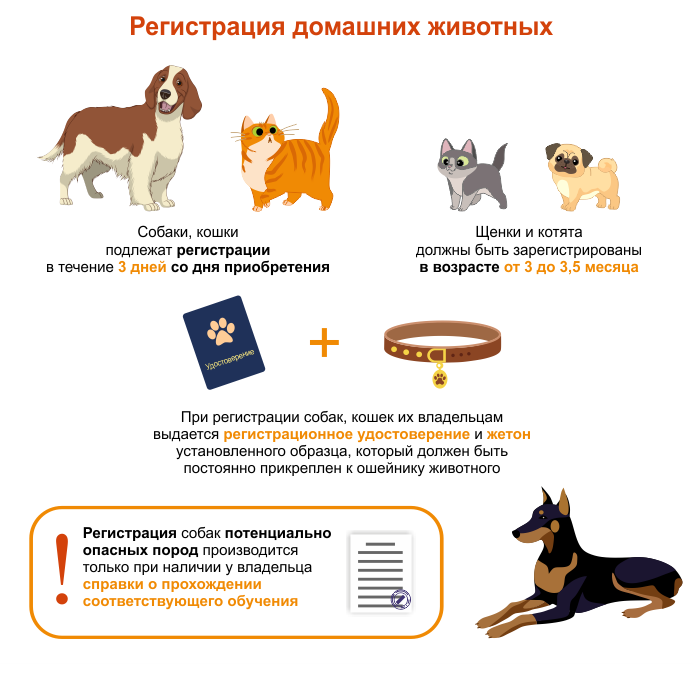 Регистрация домашних животных
Собаки, кошки
подлежат регистрации
в течение 3 дней со дня приобретения
Щенки и котята
должны быть зарегистрированы
в возрасте от 3 до 3,5 месяца
Удостоверение
+
При регистрации собак, кошек их владельцам
выдается регистрационное удостоверение и жетон
установленного образца, который должен быть
постоянно прикреплен к ошейнику животного
!
Регистрация собак потенциально
опасных пород производится
только при наличии у владельца
справки о прохождении
соответствующего обучения